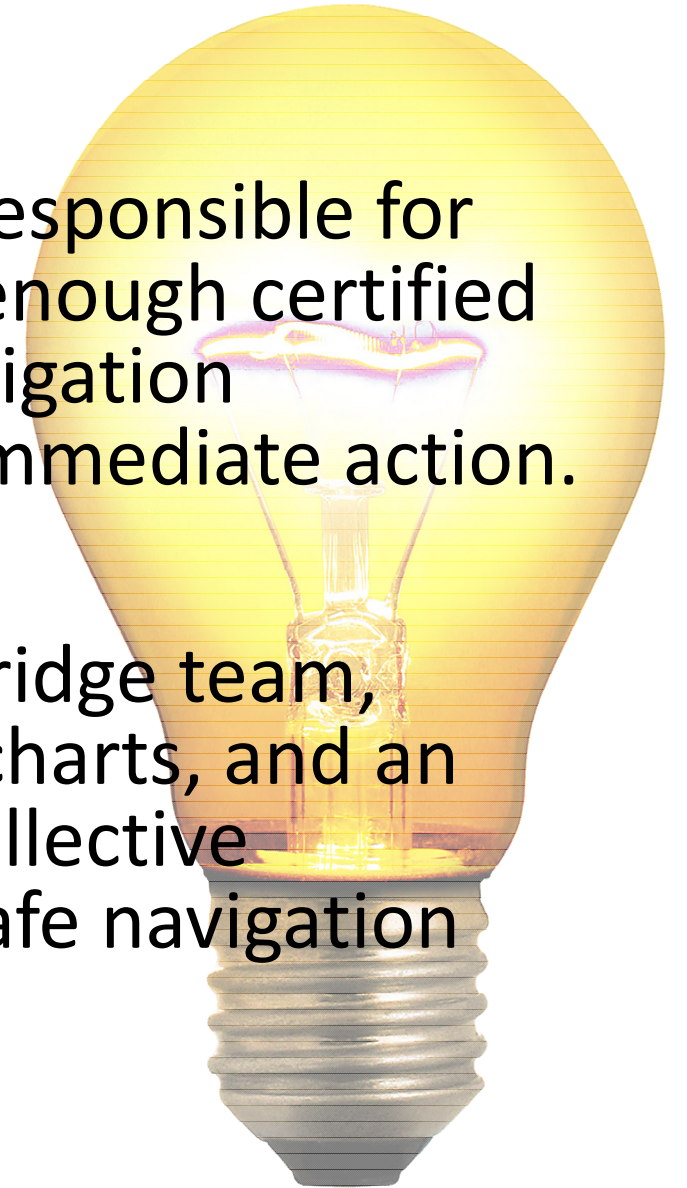 esponsible for
enough certified
igation
mmediate action.
ridge team,
charts, and an
llective
afe navigation